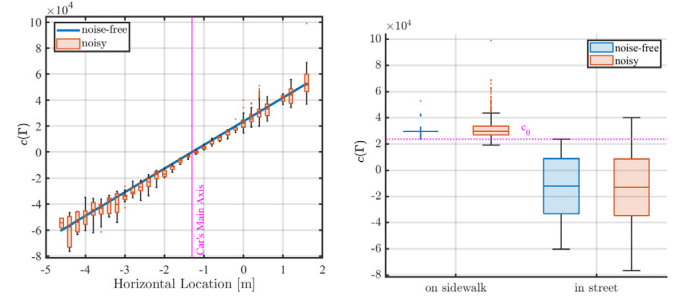 ×10⁴
10
8
6
4
2
0
-2
-4
-6
-8
c(Γ)
noise-free
noisy
Car's Main Axis
-5
-4
-3
-2
-1
0
1
2
Horizontal Location [m]
×10⁴
10
8
6
4
2
0
-2
-4
-6
-8
c(Γ)
noise-free
noisy
c₀
on sidewalk
in street